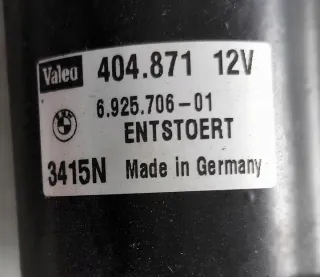 Valeo 404.871 12V
6.925.706-01
ENTSTOERT
3415N Made in Germany